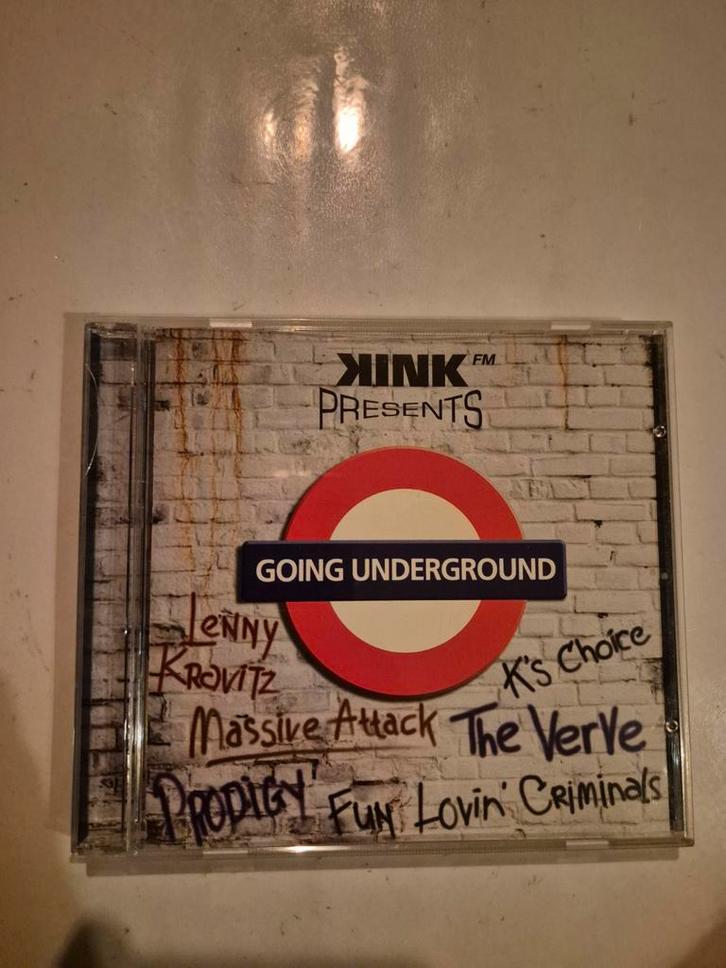 KINK FM
PRESENTS
GOING UNDERGROUND
Lenny
Kravitz
K's Choice
Massive Attack
The Verve
Prodigy
Fun Lovin' Criminals